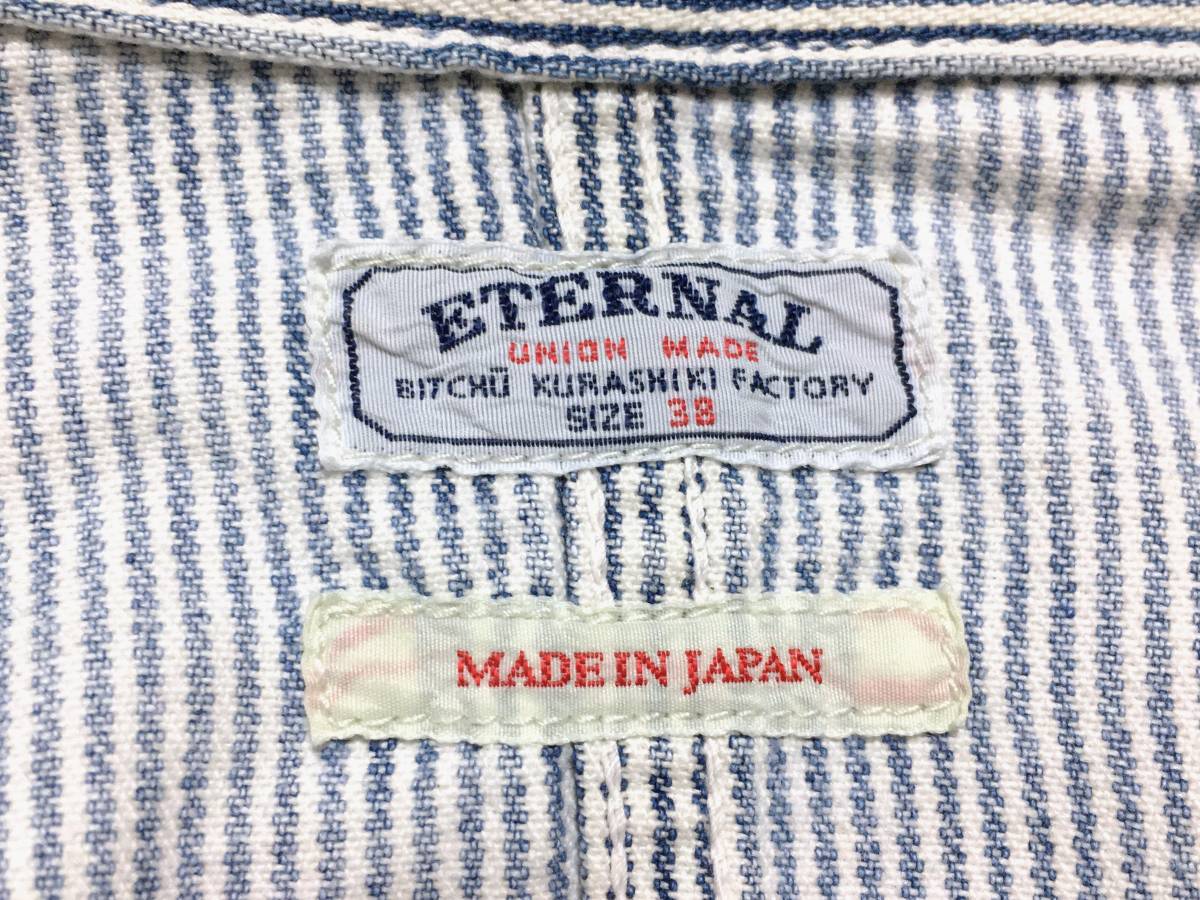 ETERNAL
UNION MADE
BITCHŪ KURASHIKI FACTORY
SIZE 38
MADE IN JAPAN